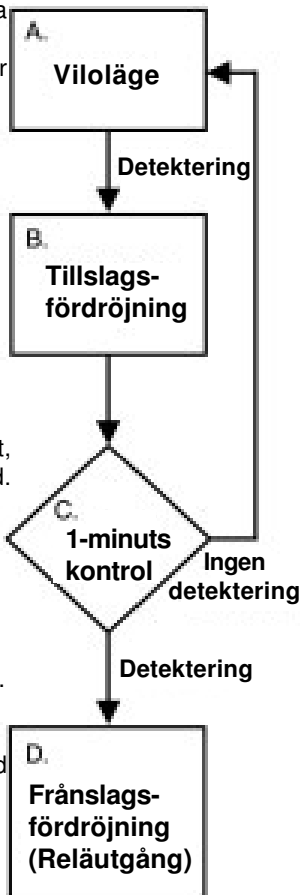 a
A.
r
Viloläge
Detektering
B.
Tillslags-
fördröjning
t,
d.
C.
1-minuts
kontrol
Ingen
detektering
Detektering
.
d
D.
Frånslags-
fördröjning
(Reläutgång)